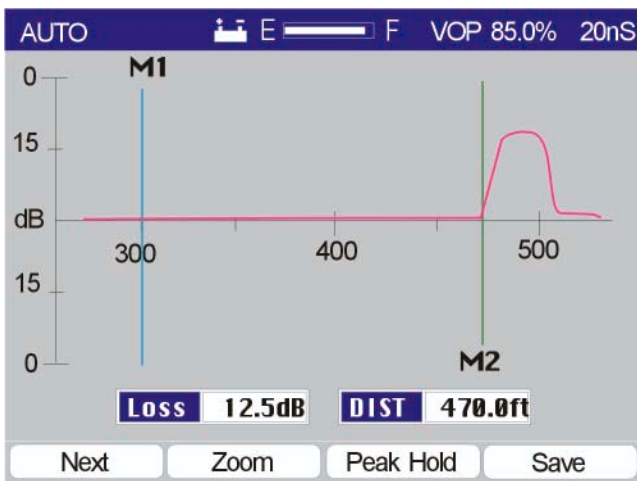 AUTO E F VOP 85.0% 20nS
M1
0
15
dB
300 400 500
15
0
M2
Loss 12.5dB DIST 470.0ft
Next Zoom Peak Hold Save